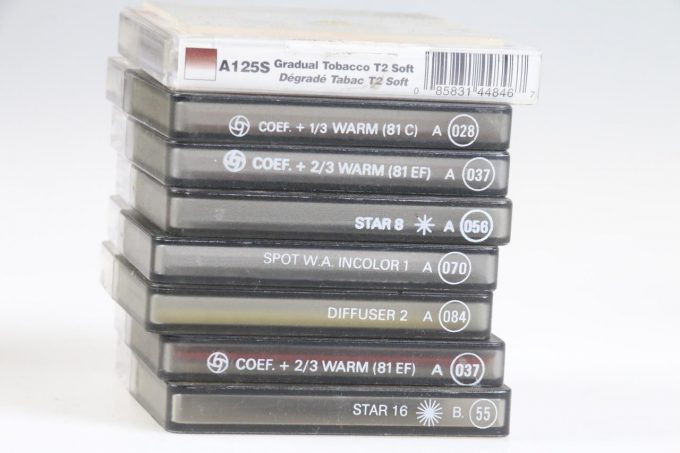 A125S Gradual Tobacco T2 Soft
Dégradé Tabac T2 Soft
0 85831 44846 7
COEF. + 1/3 WARM (81 C) A 028
COEF. + 2/3 WARM (81 EF) A 037
STAR 8 A 056
SPOT W.A. INCOLOR 1 A 070
DIFFUSER 2 A 084
COEF. + 2/3 WARM (81 EF) A 037
STAR 16 B. 55